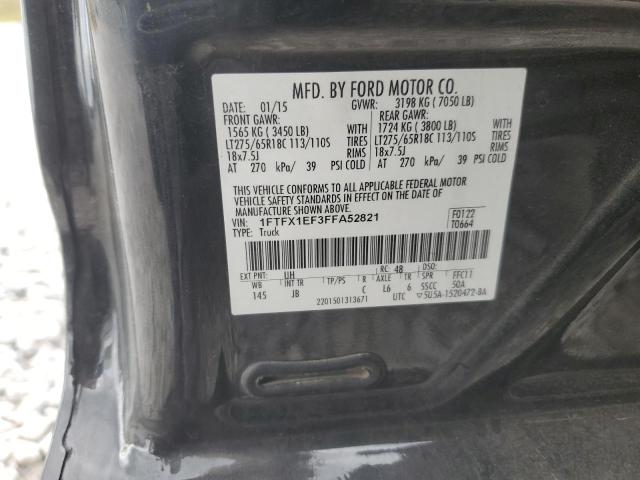 MFD. BY FORD MOTOR CO.
DATE: 01/15 GVWR: 3198 KG ( 7050 LB)
FRONT GAWR: REAR GAWR:
1565 KG ( 3450 LB) WITH 1724 KG ( 3800 LB) WITH
LT275/65R18C 113/110S TIRES LT275/65R18C 113/110S TIRES
18x7.5J RIMS 18x7.5J RIMS
AT 270 kPa/ 39 PSI COLD AT 270 kPa/ 39 PSI COLD
THIS VEHICLE CONFORMS TO ALL APPLICABLE FEDERAL MOTOR
VEHICLE SAFETY STANDARDS IN EFFECT ON THE DATE OF
MANUFACTURE SHOWN ABOVE.
VIN: 1FTFX1EF3FFA52821 F0122
TYPE: Truck T0664
EXT PNT: UH RC: 48 DSO:
WB INT TR TP/PS R AXLE TR SPR FFC11
145 JB C L6 6 SSCC 50A
2201501313671 UTC ▽5U5A-1520472-BA